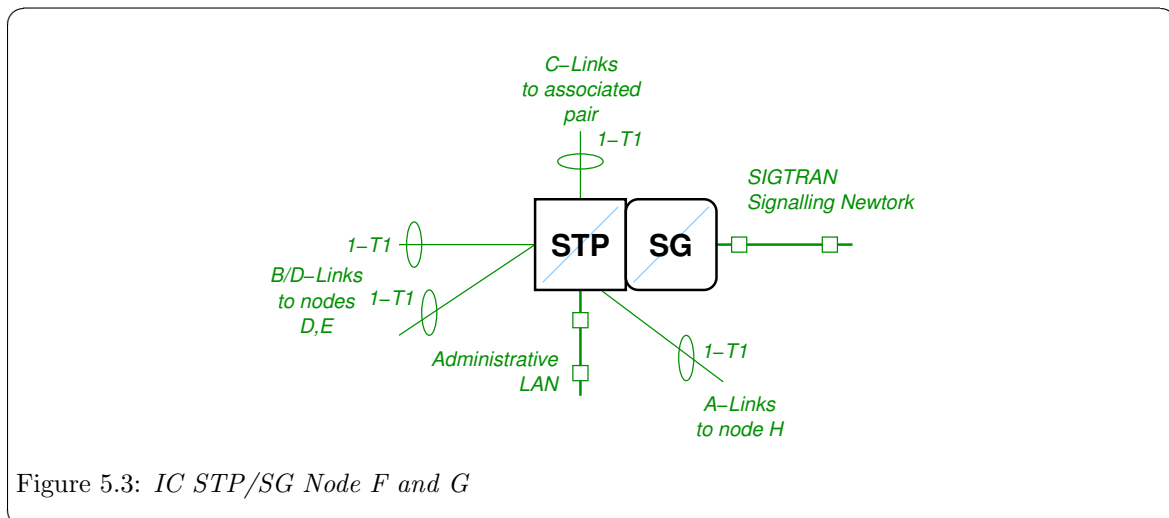 C–Links
to associated
pair
1–T1
SIGTRAN
Signalling Newtork
STP
SG
1–T1
B/D–Links
to nodes
D,E
1–T1
1–T1
Administrative
LAN
A–Links
to node H
Figure 5.3: IC STP/SG Node F and G